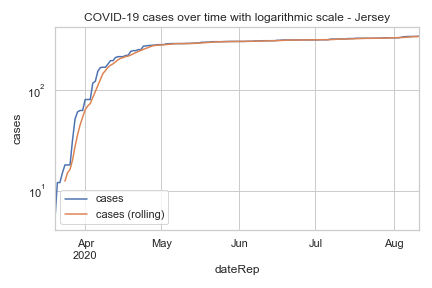 COVID-19 cases over time with logarithmic scale - Jersey
cases
10²
10¹
cases
cases (rolling)
Apr
2020
May
Jun
Jul
Aug
dateRep